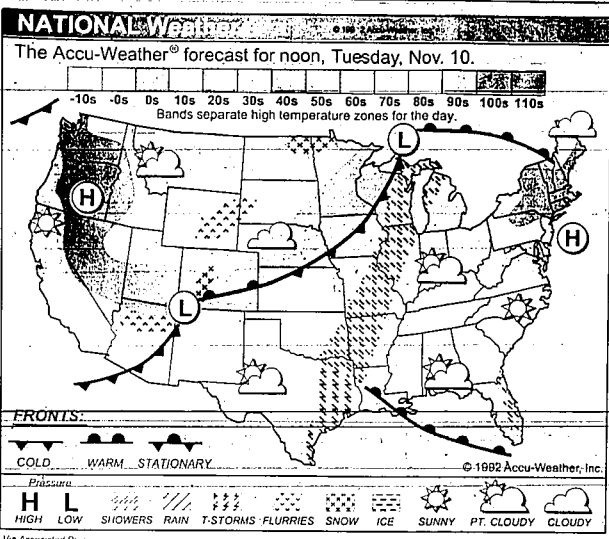 NATIONAL Weather
The Accu-Weather® forecast for noon, Tuesday, Nov. 10.
-10s -0s 0s 10s 20s 30s 40s 50s 60s 70s 80s 90s 100s 110s
Bands separate high temperature zones for the day.
L
H
H
L
FRONTS:
COLD WARM STATIONARY
© 1992 Accu-Weather, Inc.
Pressure
H L
HIGH LOW SHOWERS RAIN T-STORMS FLURRIES SNOW ICE SUNNY PT. CLOUDY CLOUDY
Via Associated